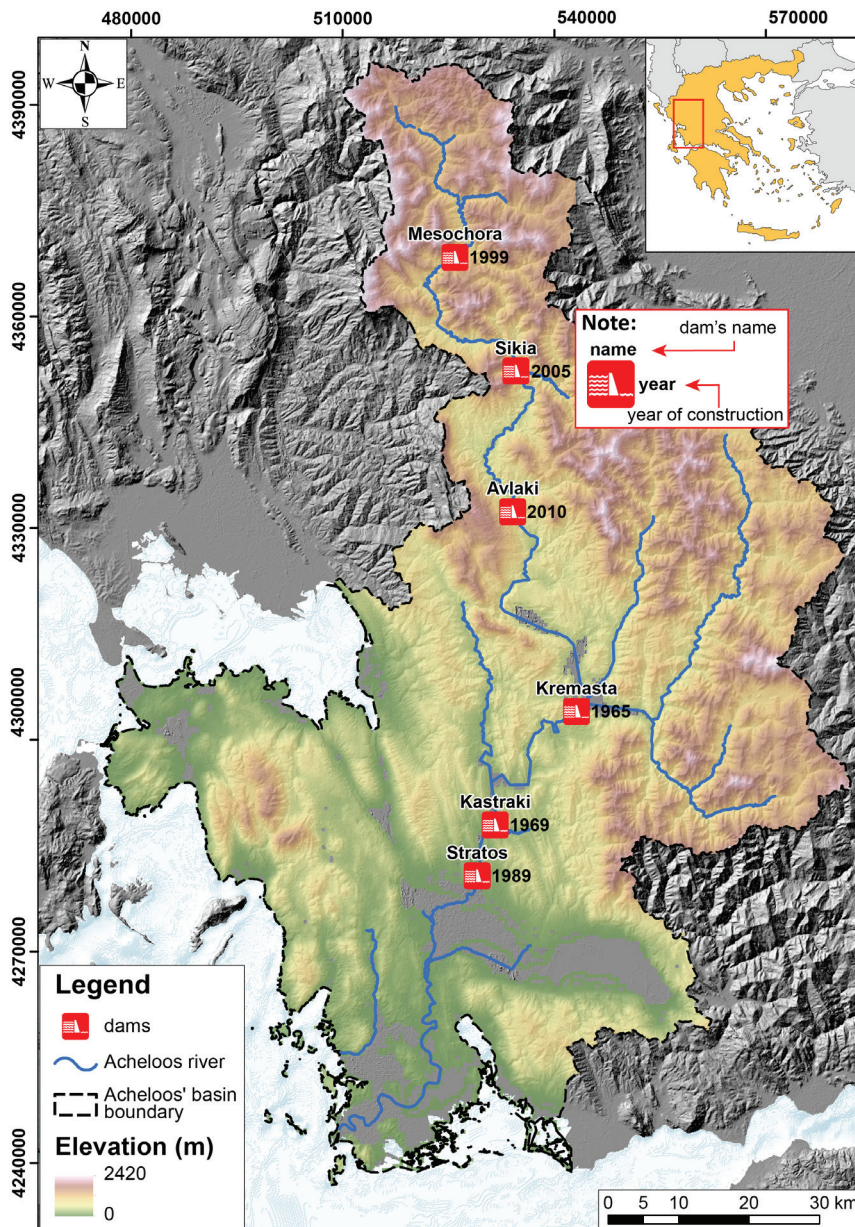 480000
510000
540000
570000
N
W
E
S
4390000
4360000
4330000
4300000
4270000
4240000
Mesochora
1999
Sikia
2005
Note:
name
dam's name
year
year of construction
Avlaki
2010
Kremasta
1965
Kastraki
1969
Stratos
1989
Legend
dams
Acheloos river
Acheloos' basin
boundary
Elevation (m)
2420
0
0 5 10 20 30 km